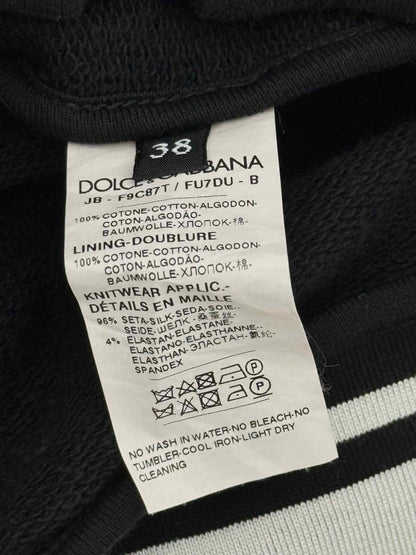 38
DOLCE&GABBANA
JB - F9C87T / FU7DU - B
100% COTONE-COTTON-ALGODON-
COTON-ALGODÃO-
BAUMWOLLE-ХЛОПОК-棉-
LINING-DOUBLURE
100% COTONE-COTTON-ALGODON-
COTON-ALGODÃO-
BAUMWOLLE-ХЛОПОК-棉-
KNITWEAR APPLIC.-
DÉTAILS EN MAILLE
96% SETA-SILK-SEDA-SOIE-
SEIDE-ШЕЛК-桑蚕丝-
4% ELASTAN-ELASTANE-
ELASTANO-ELASTHANNE-
ELASTHAN-ЭЛАСТАН-氨纶-
SPANDEX
NO WASH IN WATER-NO BLEACH-NO
TUMBLER-COOL IRON-LIGHT DRY
CLEANING